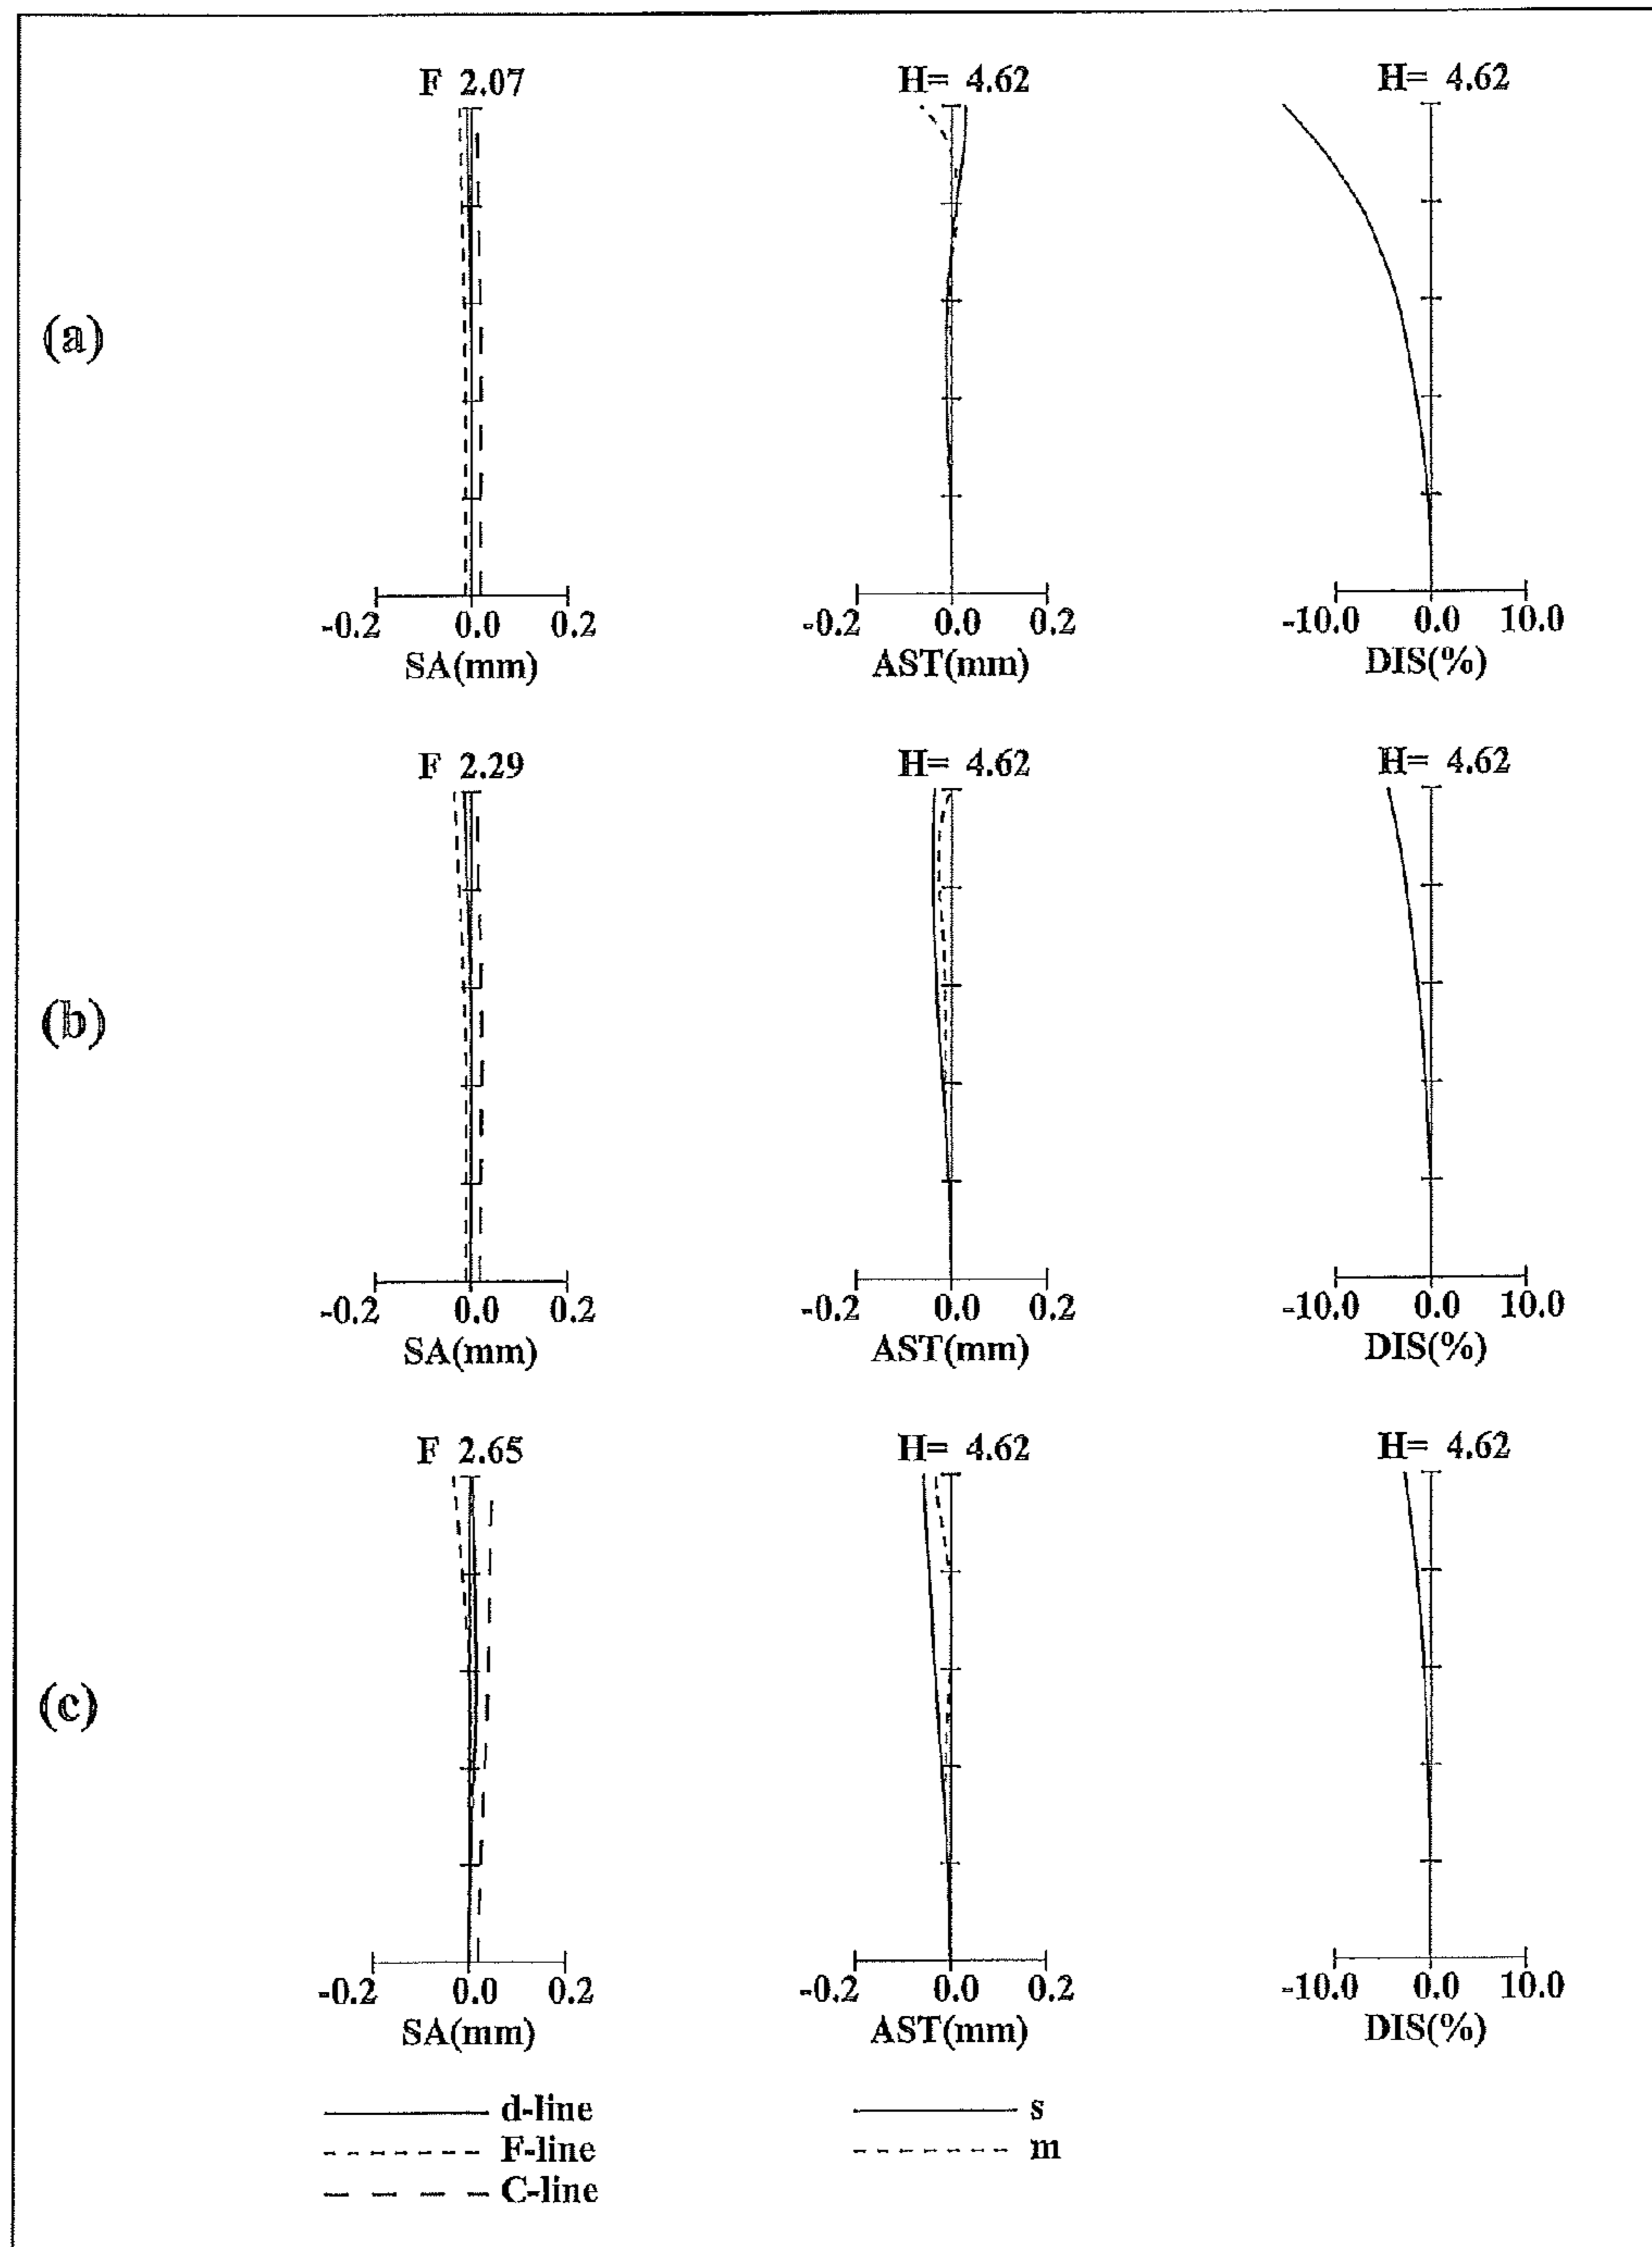 F 2.07 H= 4.62 H= 4.62
(a)
-0.2 0.0 0.2 -0.2 0.0 0.2 -10.0 0.0 10.0
SA(mm) AST(mm) DIS(%)
F 2.29 H= 4.62 H= 4.62
(b)
-0.2 0.0 0.2 -0.2 0.0 0.2 -10.0 0.0 10.0
SA(mm) AST(mm) DIS(%)
F 2.65 H= 4.62 H= 4.62
(c)
-0.2 0.0 0.2 -0.2 0.0 0.2 -10.0 0.0 10.0
SA(mm) AST(mm) DIS(%)
d-line s
F-line m
C-line